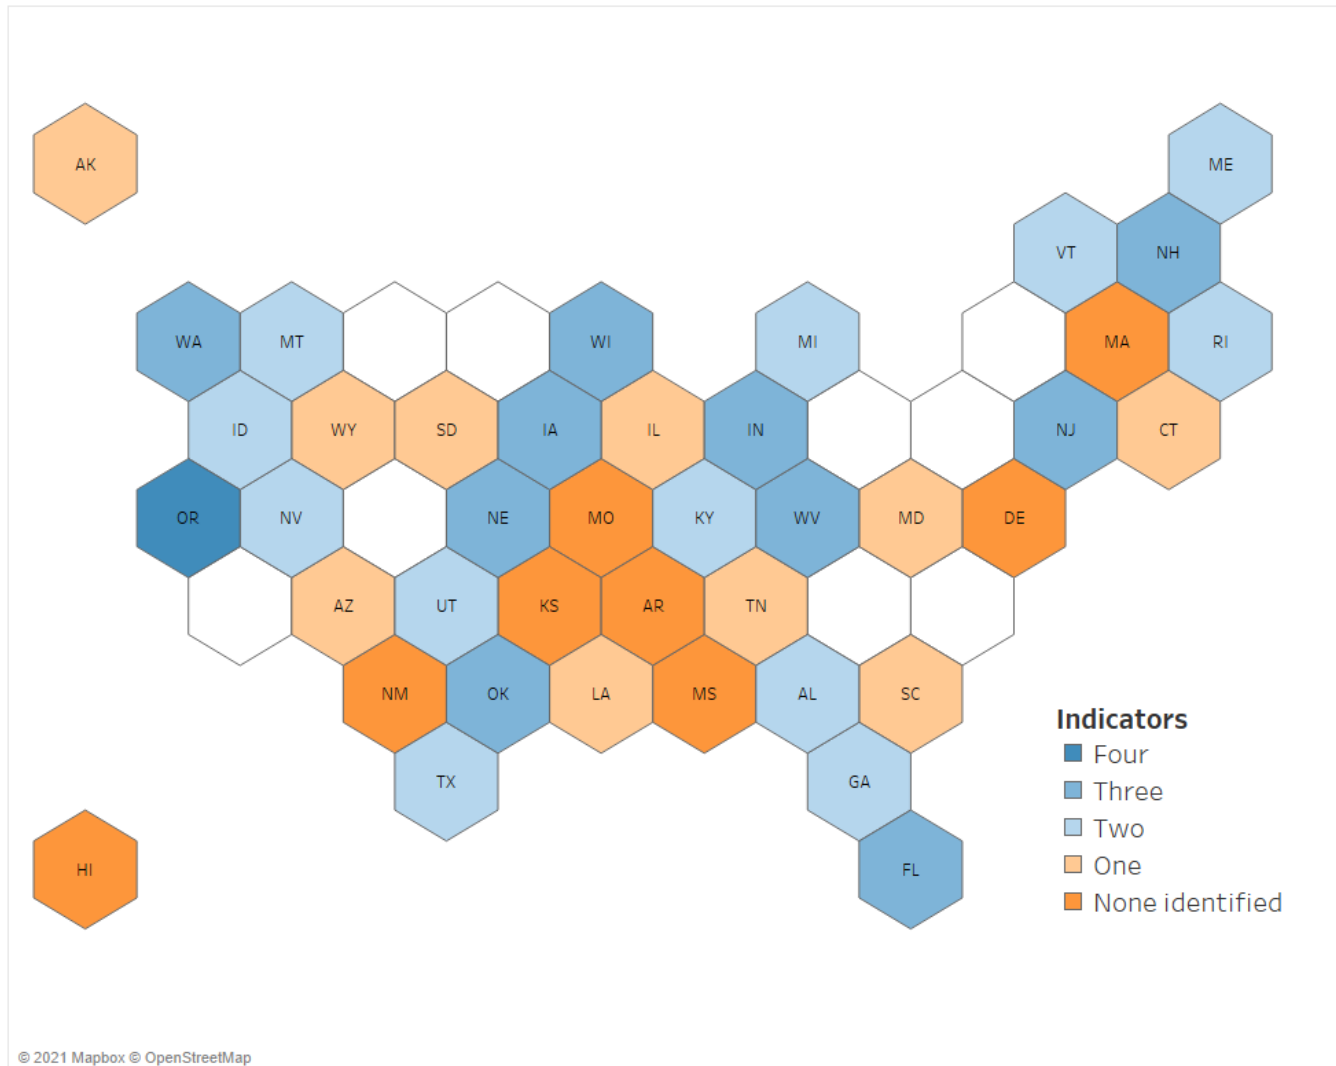 AK
ME
VT NH
WA MT WI MI MA RI
ID WY SD IA IL IN NJ CT
OR NV NE MO KY WV MD DE
AZ UT KS AR TN
NM OK LA MS AL SC
TX GA
HI FL
Indicators
Four
Three
Two
One
None identified
© 2021 Mapbox © OpenStreetMap